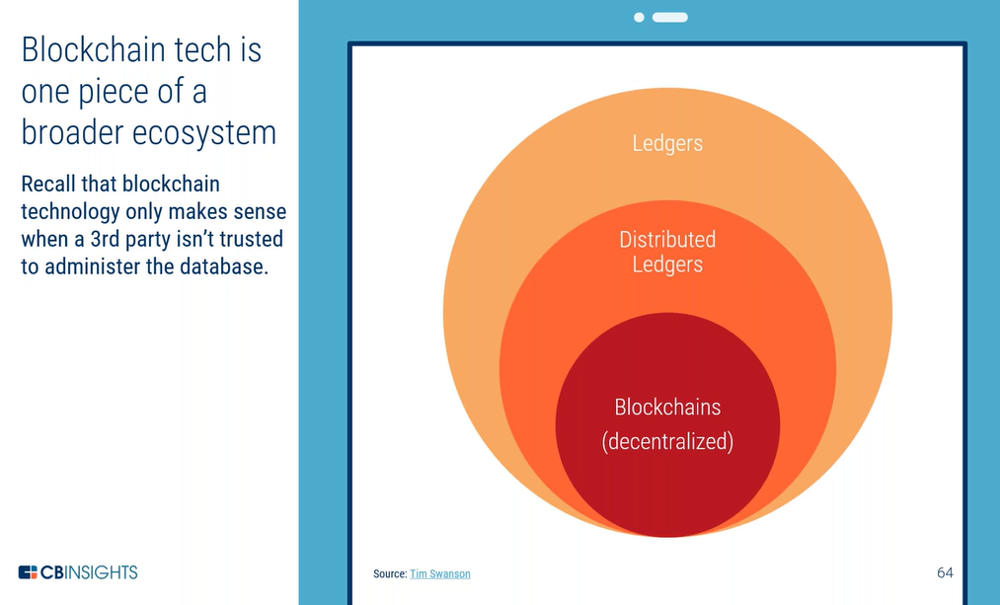 Blockchain tech is
one piece of a
broader ecosystem
Recall that blockchain
technology only makes sense
when a 3rd party isn’t trusted
to administer the database.
Ledgers
Distributed
Ledgers
Blockchains
(decentralized)
CBINSIGHTS
Source: Tim Swanson
64